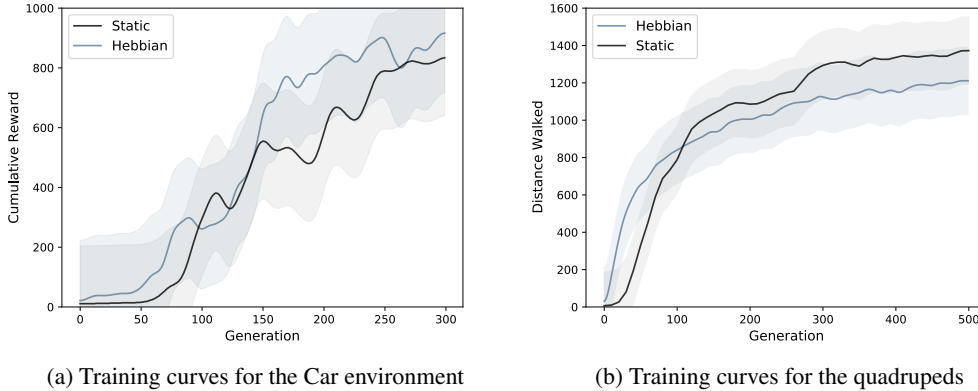 1000
800
600
400
200
0
Cumulative Reward
Static
Hebbian
0 50 100 150 200 250 300
Generation
(a) Training curves for the Car environment
1600
1400
1200
1000
800
600
400
200
0
Distance Walked
Hebbian
Static
0 100 200 300 400 500
Generation
(b) Training curves for the quadrupeds